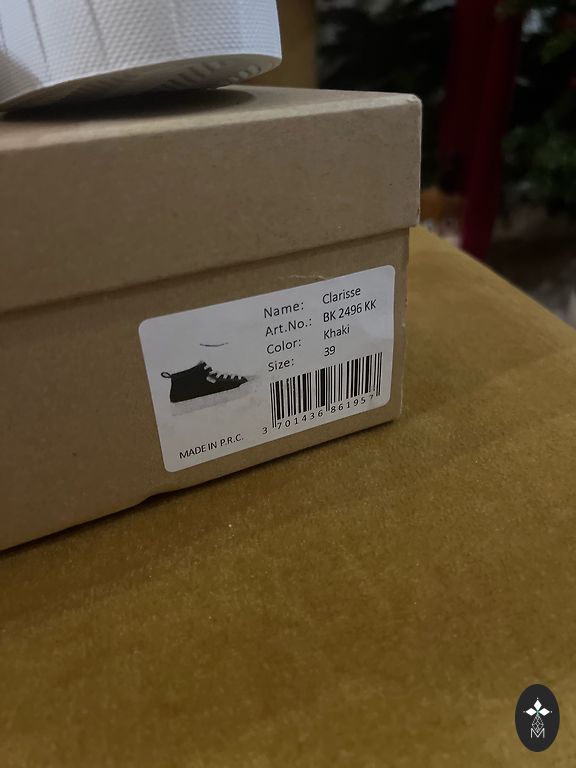 Name: Clarisse
Art.No.: BK 2496 KK
Color: Khaki
Size: 39
3 701436 861957
MADE IN P.R.C.
M